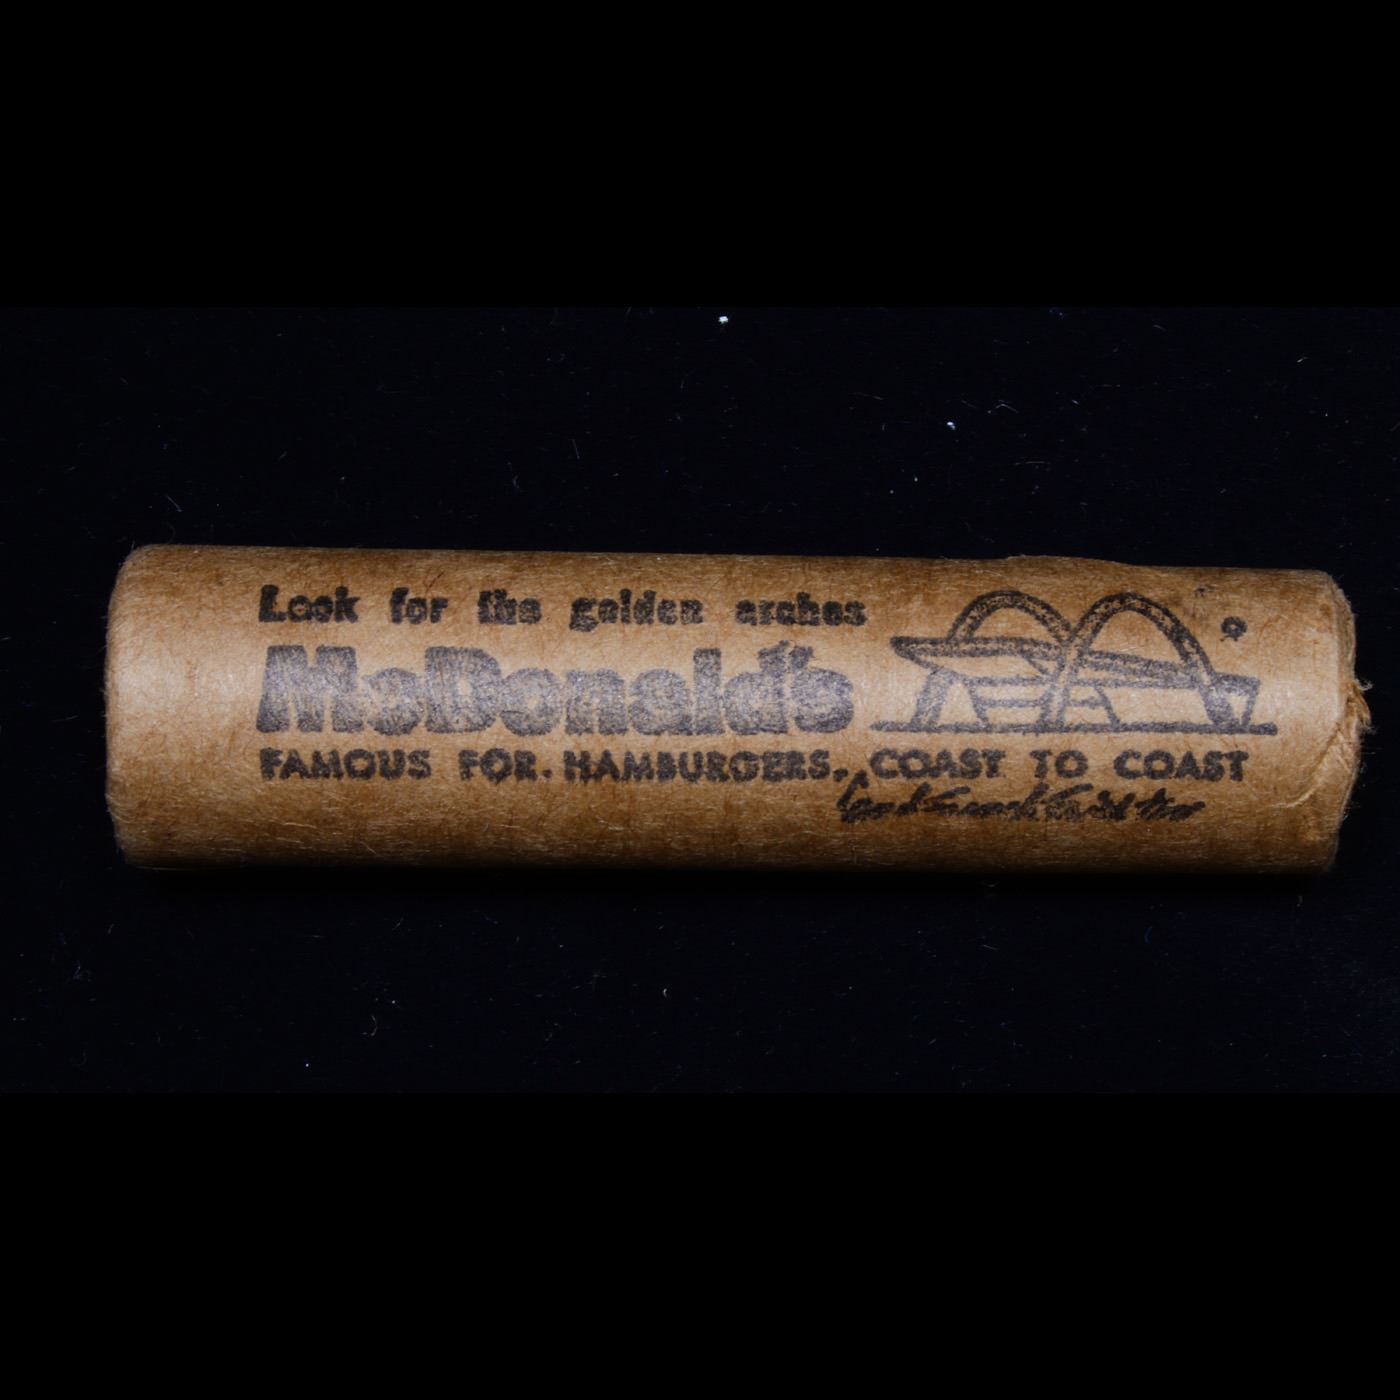 Look for the golden arches
McDonald's
FAMOUS FOR HAMBURGERS, COAST TO COAST